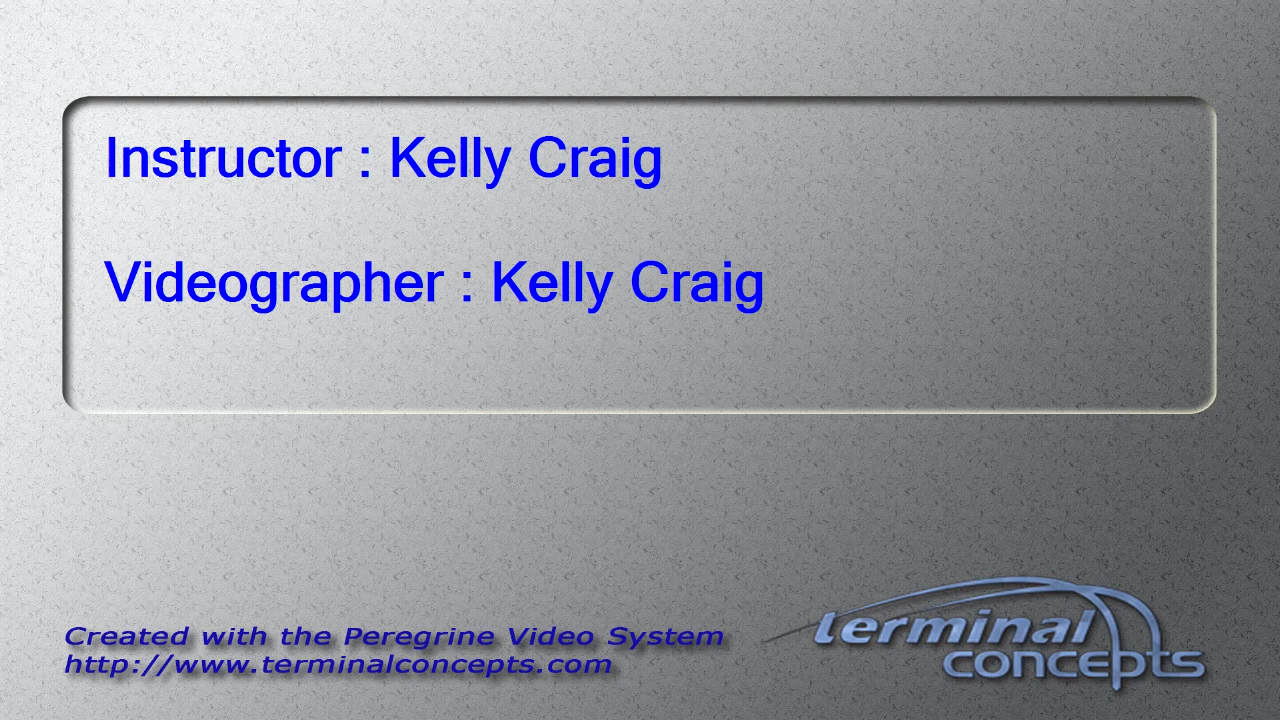 Instructor : Kelly Craig
Videographer : Kelly Craig
Created with the Peregrine Video System
http://www.terminalconcepts.com
terminal
concepts